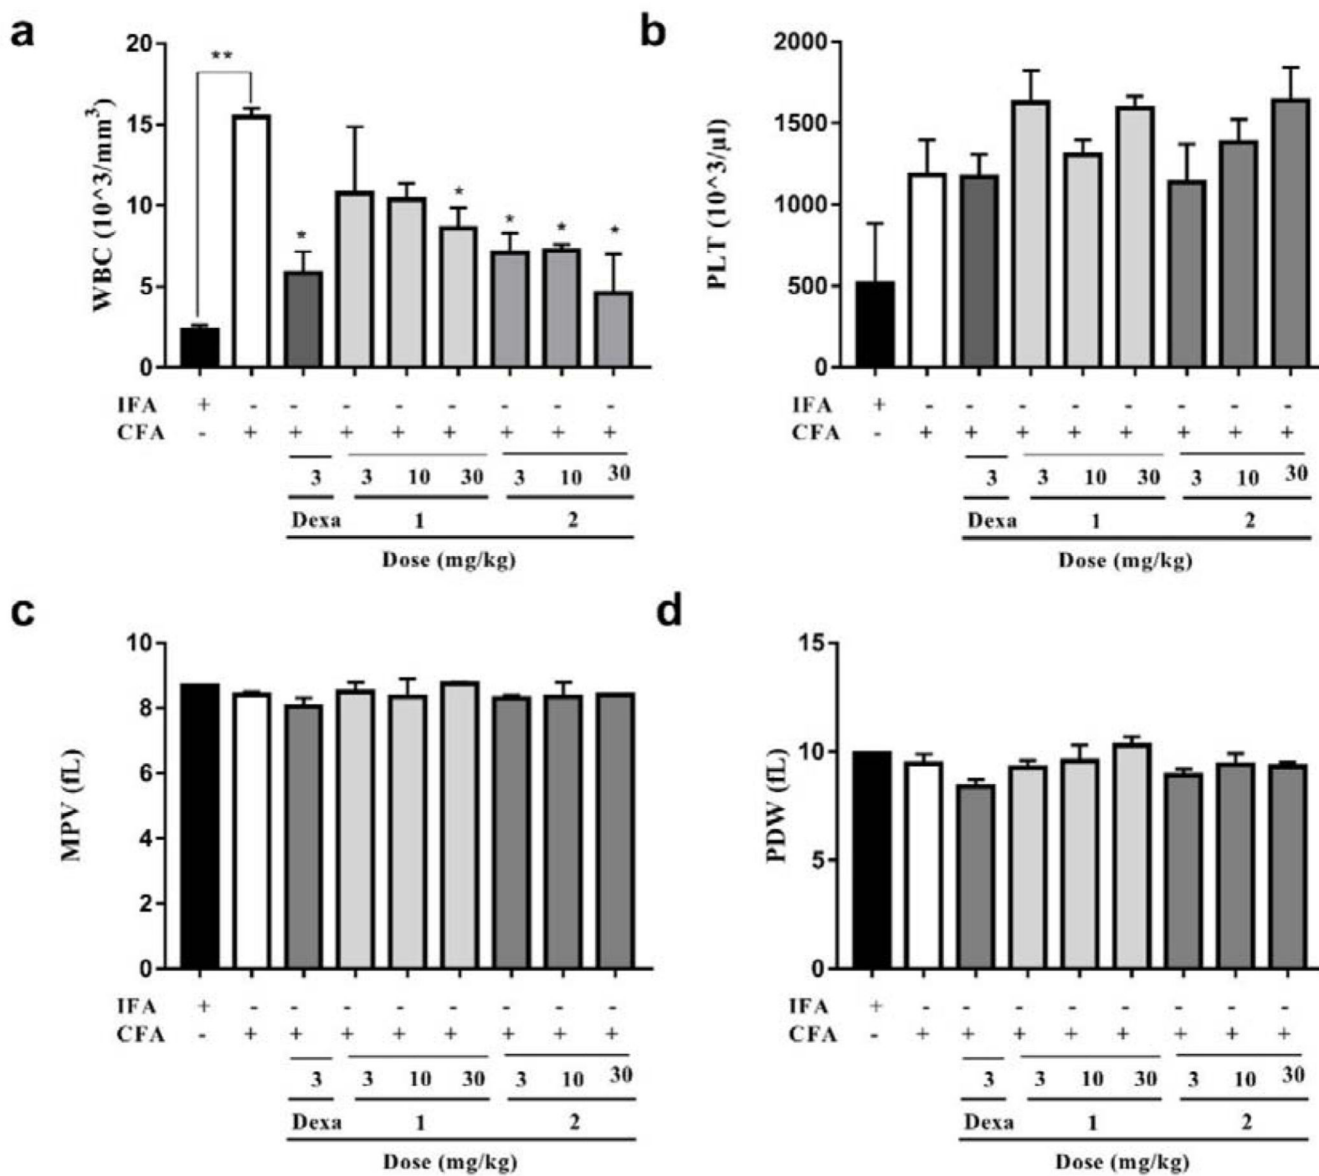 a
20
15
10
5
0
WBC (10^3/mm3)
**
*
*
*
*
*
IFA + - - - - - - - -
CFA - + + + + + + + +
3 3 10 30 3 10 30
Dexa 1 2
Dose (mg/kg)
b
2000
1500
1000
500
0
PLT (10^3/µl)
IFA + - - - - - - - -
CFA - + + + + + + + +
3 3 10 30 3 10 30
Dexa 1 2
Dose (mg/kg)
c
10
8
6
4
2
0
MPV (fL)
IFA + - - - - - - - -
CFA - + + + + + + + +
3 3 10 30 3 10 30
Dexa 1 2
Dose (mg/kg)
d
15
10
5
0
PDW (fL)
IFA + - - - - - - - -
CFA - + + + + + + + +
3 3 10 30 3 10 30
Dexa 1 2
Dose (mg/kg)